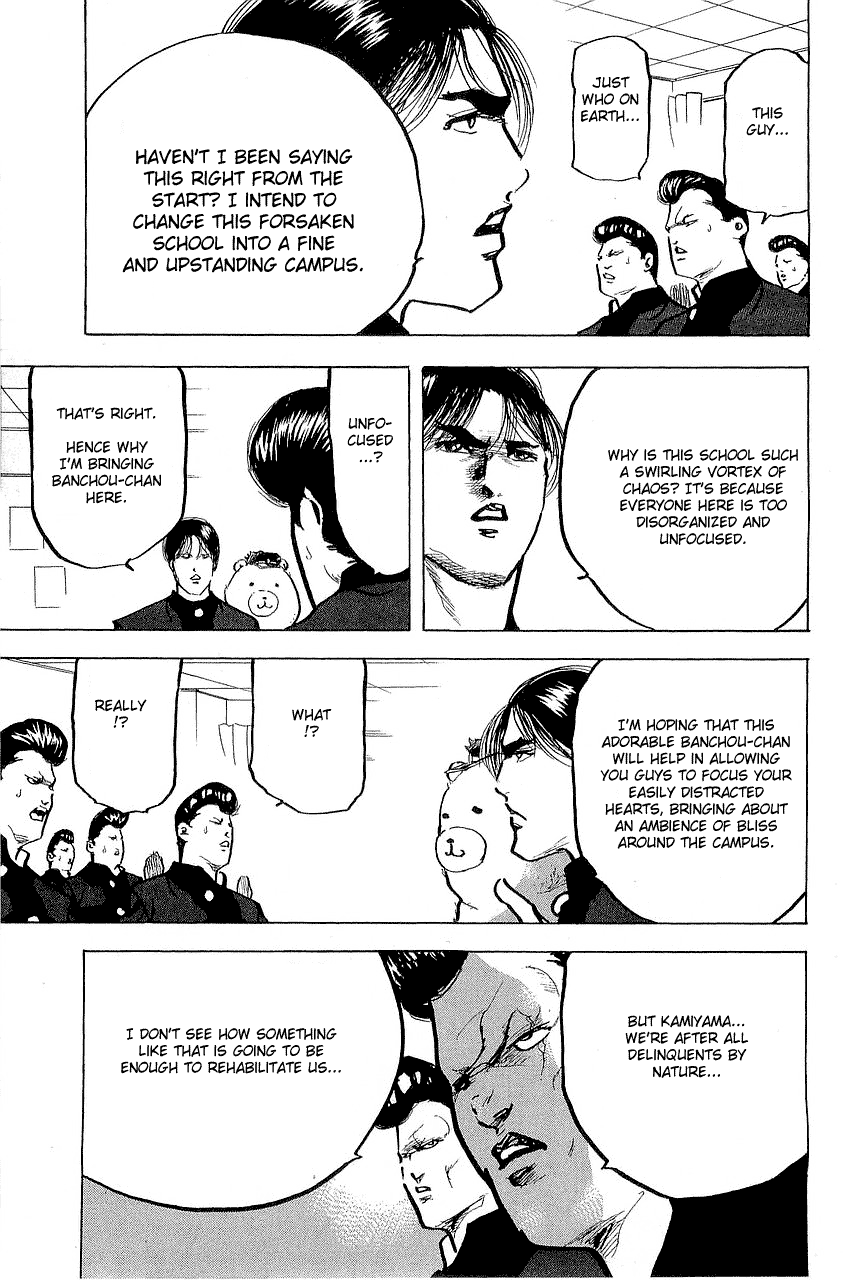 THIS
GUY...
JUST
WHO ON
EARTH...
HAVEN'T I BEEN SAYING
THIS RIGHT FROM THE
START? I INTEND TO
CHANGE THIS FORSAKEN
SCHOOL INTO A FINE
AND UPSTANDING CAMPUS.
WHY IS THIS SCHOOL SUCH
A SWIRLING VORTEX OF
CHAOS? IT'S BECAUSE
EVERYONE HERE IS TOO
DISORGANIZED AND
UNFOCUSED.
UNFO-
CUSED
...?
THAT'S RIGHT.
HENCE WHY
I'M BRINGING
BANCHOU-CHAN
HERE.
I'M HOPING THAT THIS
ADORABLE BANCHOU-CHAN
WILL HELP IN ALLOWING
YOU GUYS TO FOCUS YOUR
EASILY DISTRACTED
HEARTS, BRINGING ABOUT
AN AMBIENCE OF BLISS
AROUND THE CAMPUS.
WHAT
!?
REALLY
!?
BUT KAMIYAMA...
WE'RE AFTER ALL
DELINQUENTS BY
NATURE...
I DON'T SEE HOW SOMETHING
LIKE THAT IS GOING TO BE
ENOUGH TO REHABILITATE US...